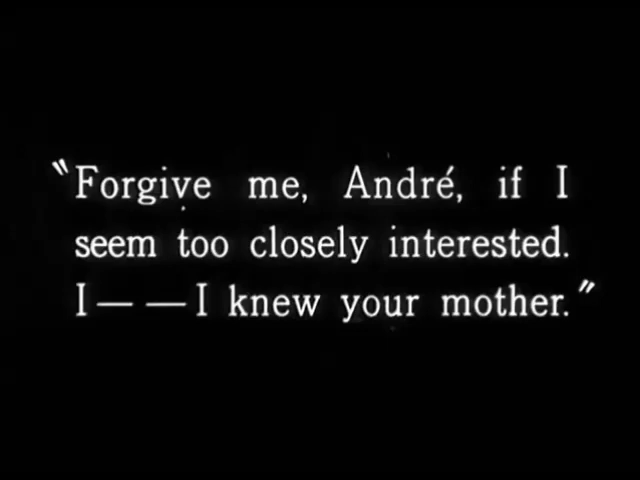 "Forgive me, André, if I
seem too closely interested.
I— —I knew your mother."